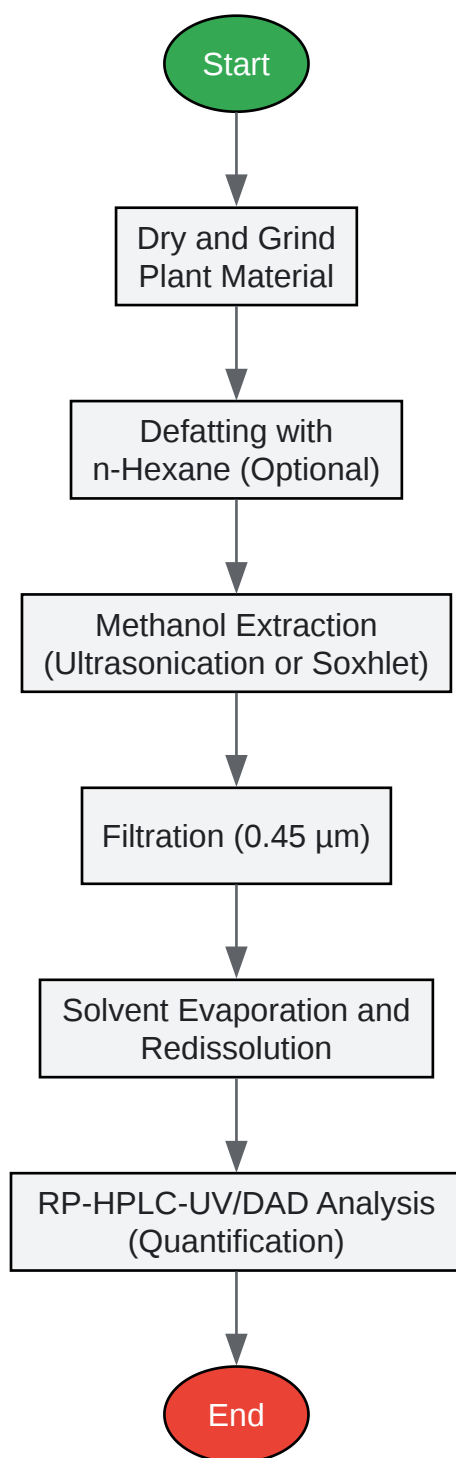 Start
Dry and Grind
Plant Material
Defatting with
n-Hexane (Optional)
Methanol Extraction
(Ultrasonication or Soxhlet)
Filtration (0.45 µm)
Solvent Evaporation and
Redissolution
RP-HPLC-UV/DAD Analysis
(Quantification)
End